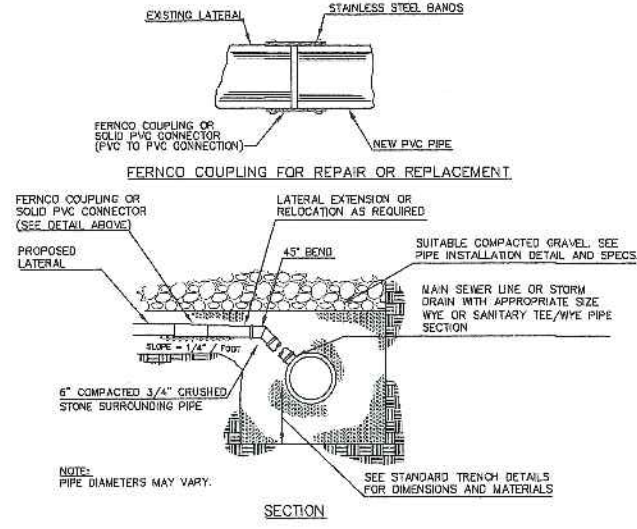 EXISTING LATERAL
STAINLESS STEEL BANDS
FERNCO COUPLING OR
SOLID PVC CONNECTOR
(PVC TO PVC CONNECTION)
NEW PVC PIPE
FERNCO COUPLING FOR REPAIR OR REPLACEMENT
FERNCO COUPLING OR
SOLID PVC CONNECTOR
(SEE DETAIL ABOVE)
LATERAL EXTENSION OR
RELOCATION AS REQUIRED
PROPOSED
LATERAL
45° BEND
SUITABLE COMPACTED GRAVEL. SEE
PIPE INSTALLATION DETAIL AND SPECS.
MAIN SEWER LINE OR STORM
DRAIN WITH APPROPRIATE SIZE
WYE OR SANITARY TEE/WYE PIPE
SECTION
SLOPE = 1/4" / FOOT
6" COMPACTED 3/4" CRUSHED
STONE SURROUNDING PIPE
NOTE:
PIPE DIAMETERS MAY VARY.
SEE STANDARD TRENCH DETAILS
FOR DIMENSIONS AND MATERIALS
SECTION